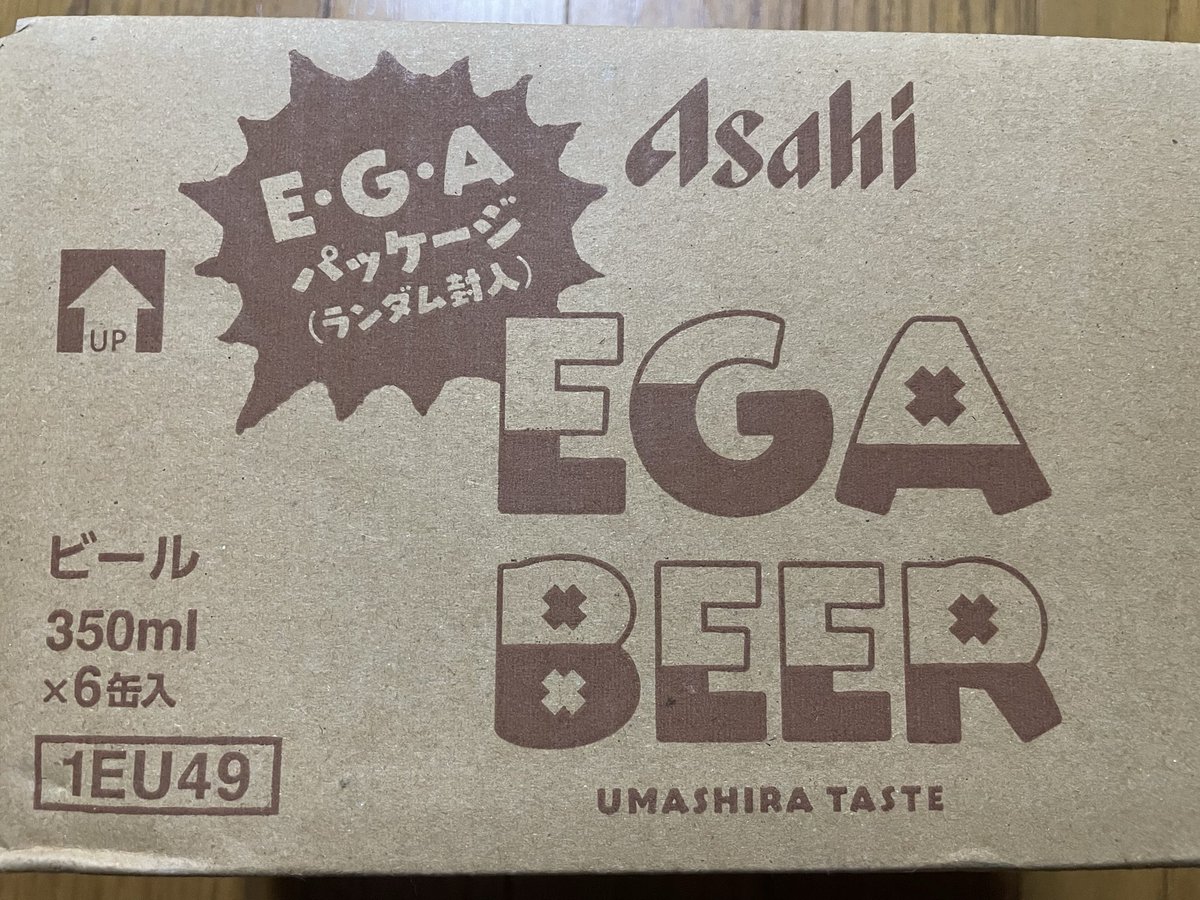 Asahi
E・G・A
パッケージ
(ランダム封入)
UP
EGA
BEER
UMASHIRA TASTE
ビール
350ml
×6缶入
1EU49